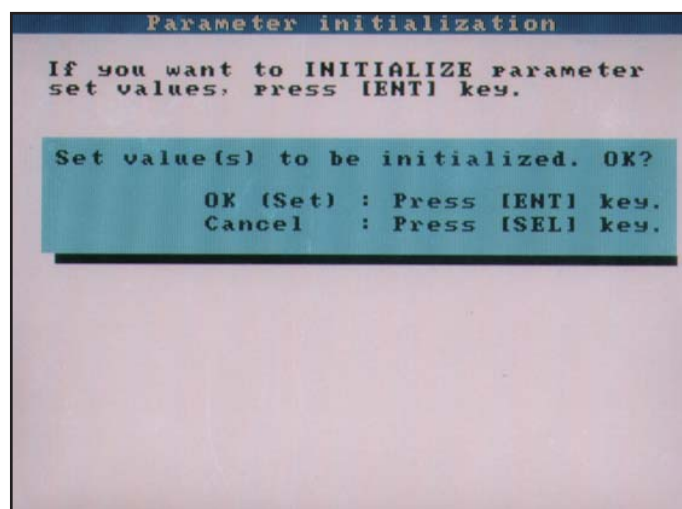 Parameter initialization
If you want to INITIALIZE parameter
set values, press [ENT] key.
Set value(s) to be initialized. OK?
OK (Set) : Press [ENT] key.
Cancel : Press [SEL] key.